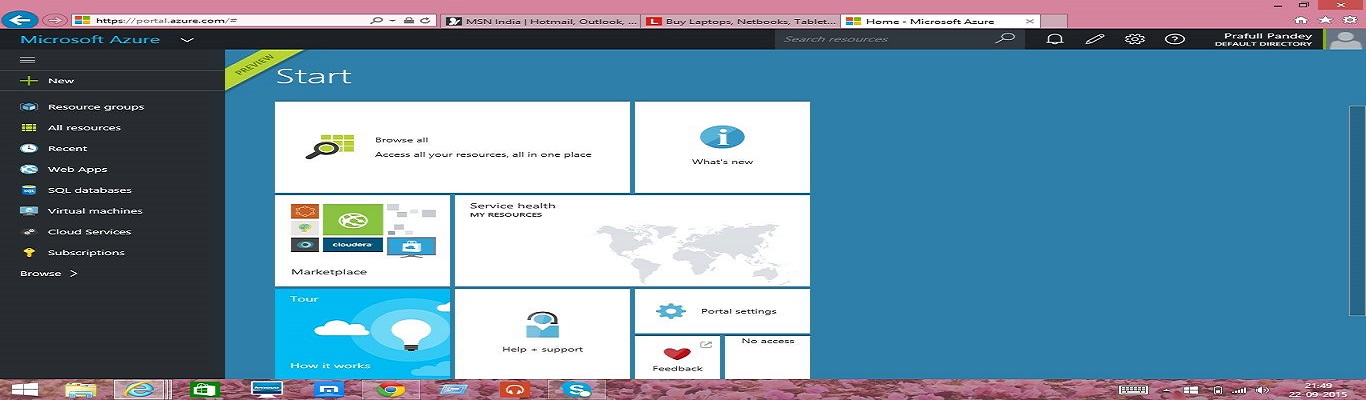 https://portal.azure.com/#
MSN India | Hotmail, Outlook, ...
Buy Laptops, Netbooks, Tablet...
Home - Microsoft Azure
Microsoft Azure
Search resources
Prafull Pandey
DEFAULT DIRECTORY
New
Resource groups
All resources
Recent
Web Apps
SQL databases
Virtual machines
Cloud Services
Subscriptions
Browse >
PREVIEW
Start
Browse all
Access all your resources, all in one place
What's new
cloudera
Marketplace
Service health
MY RESOURCES
Tour
How it works
Help + support
Portal settings
Feedback
No access
21:49
22-09-2015